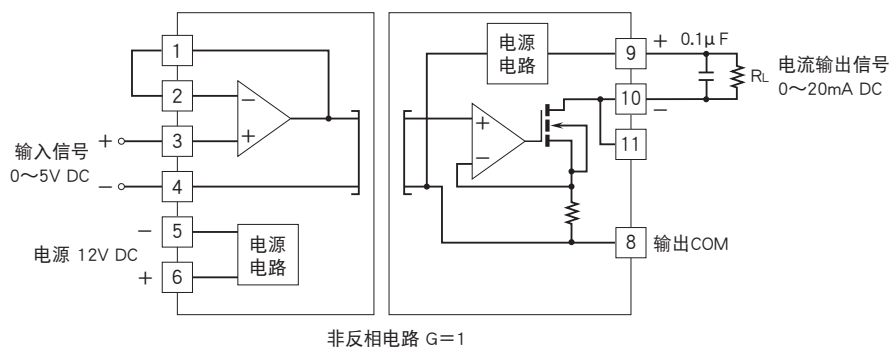 1
2
3
4
5
6
−
+
+
−
输入信号
0～5V DC
−
+
电源 12V DC
电源
电路
电源
电路
+
−
9
10
11
8
+
−
0.1μF
RL
电流输出信号
0～20mA DC
输出COM
非反相电路 G＝1